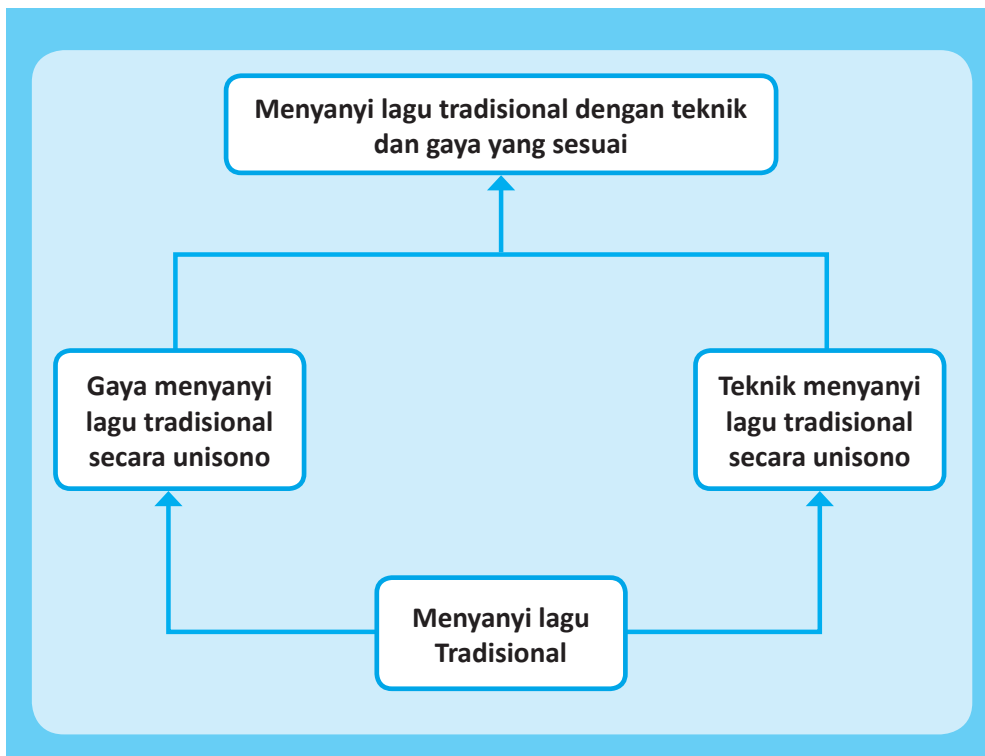 Menyanyi lagu tradisional dengan teknik
dan gaya yang sesuai
Gaya menyanyi
lagu tradisional
secara unisono
Teknik menyanyi
lagu tradisional
secara unisono
Menyanyi lagu
Tradisional